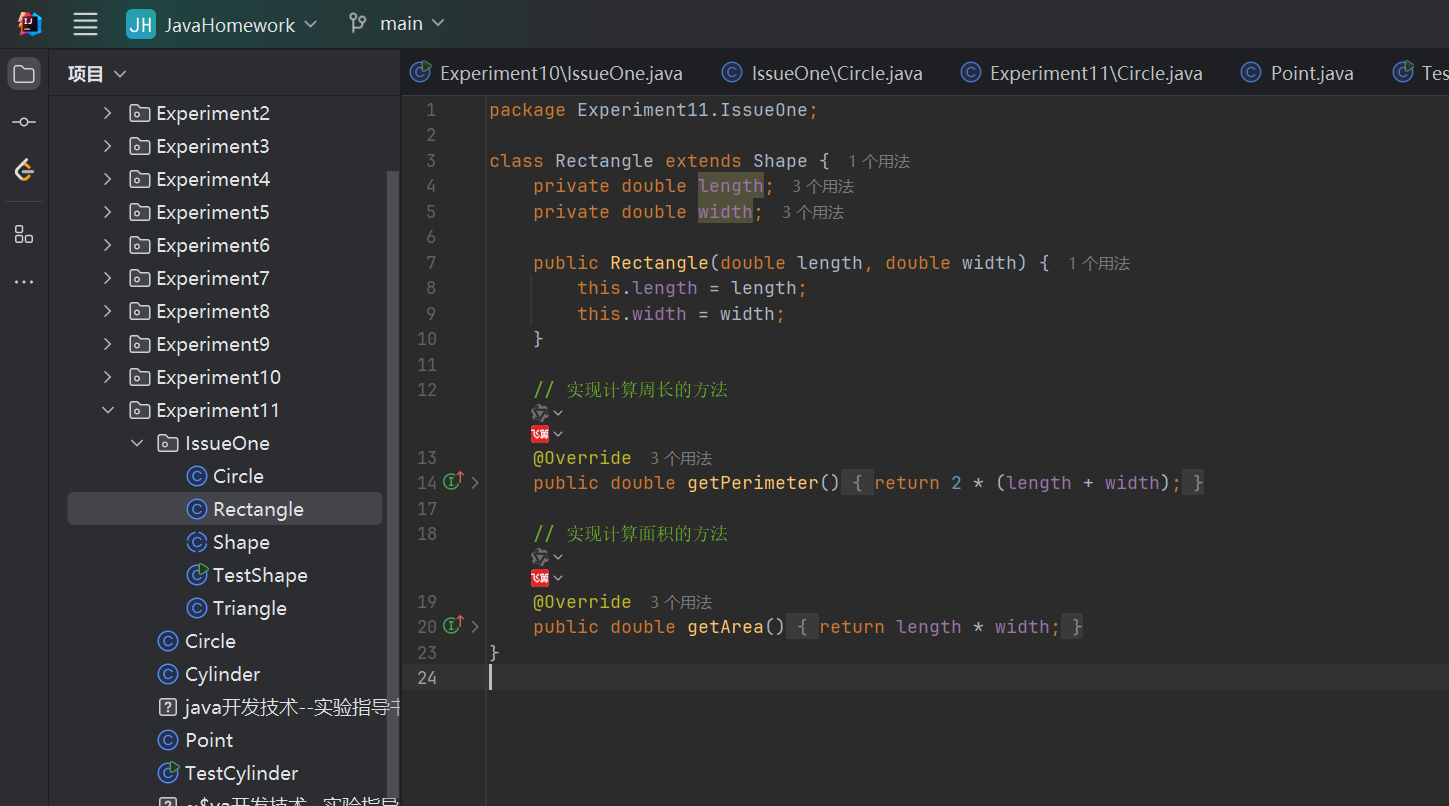 JH JavaHomework main
项目
Experiment2
Experiment3
Experiment4
Experiment5
Experiment6
Experiment7
Experiment8
Experiment9
Experiment10
Experiment11
IssueOne
Circle
Rectangle
Shape
TestShape
Triangle
Circle
Cylinder
java开发技术--实验指导书
Point
TestCylinder
~$va开发技术--实验指导
Experiment10\IssueOne.java IssueOne\Circle.java Experiment11\Circle.java Point.java Tes
1 package Experiment11.IssueOne;
2
3 class Rectangle extends Shape { 1 个用法
4 private double length; 3 个用法
5 private double width; 3 个用法
6
7 public Rectangle(double length, double width) { 1 个用法
8 this.length = length;
9 this.width = width;
10 }
11
12 // 实现计算周长的方法
飞算
13 @Override 3 个用法
14 public double getPerimeter() { return 2 * (length + width); }
17
18 // 实现计算面积的方法
飞算
19 @Override 3 个用法
20 public double getArea() { return length * width; }
23 }
24